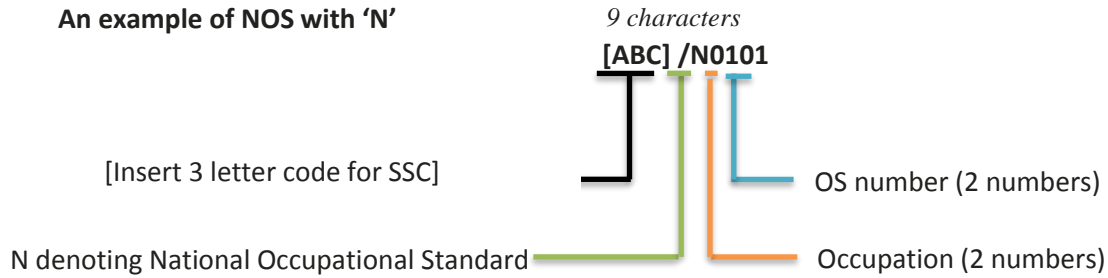 An example of NOS with ‘N’
9 characters
[ABC] /N0101
[Insert 3 letter code for SSC]
OS number (2 numbers)
N denoting National Occupational Standard
Occupation (2 numbers)